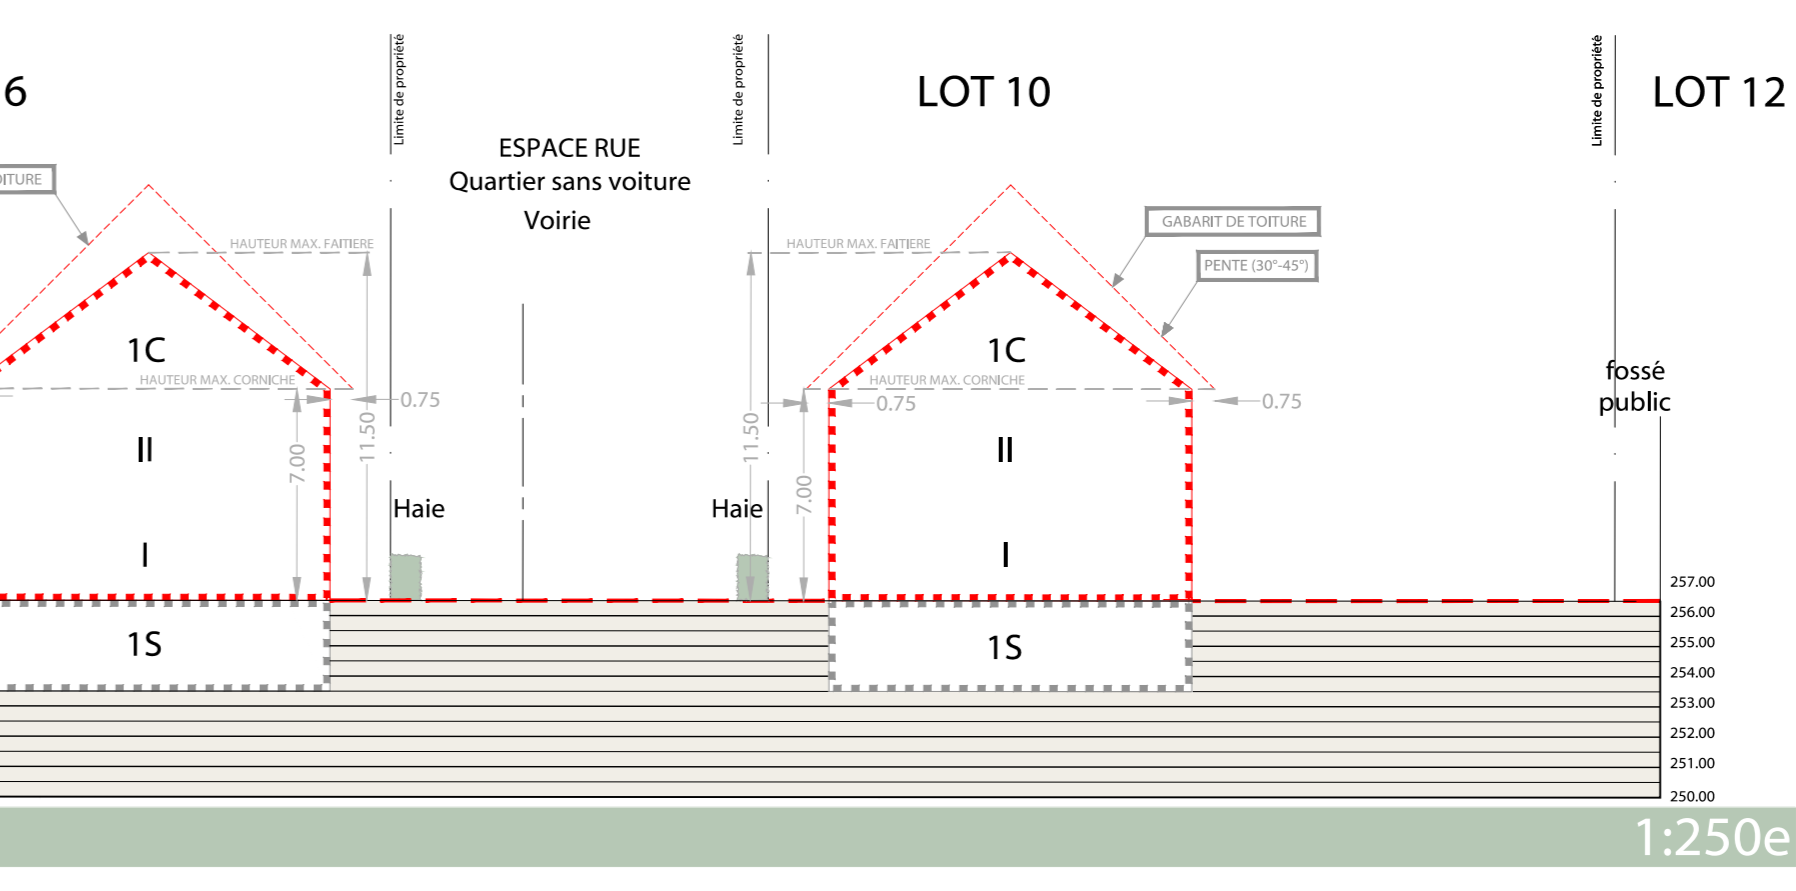 6
Limite de propriété
Limite de propriété
LOT 10
Limite de propriété
LOT 12
ESPACE RUE
Quartier sans voiture
Voirie
GABARIT DE TOITURE
PENTE (30°-45°)
HAUTEUR MAX. FAITIERE
HAUTEUR MAX. FAITIERE
1C
1C
HAUTEUR MAX. CORNICHE
HAUTEUR MAX. CORNICHE
0.75
0.75
0.75
fossé
public
11.50
11.50
7.00
7.00
II
II
Haie
Haie
I
I
1S
1S
257.00
256.00
255.00
254.00
253.00
252.00
251.00
250.00
1:250e